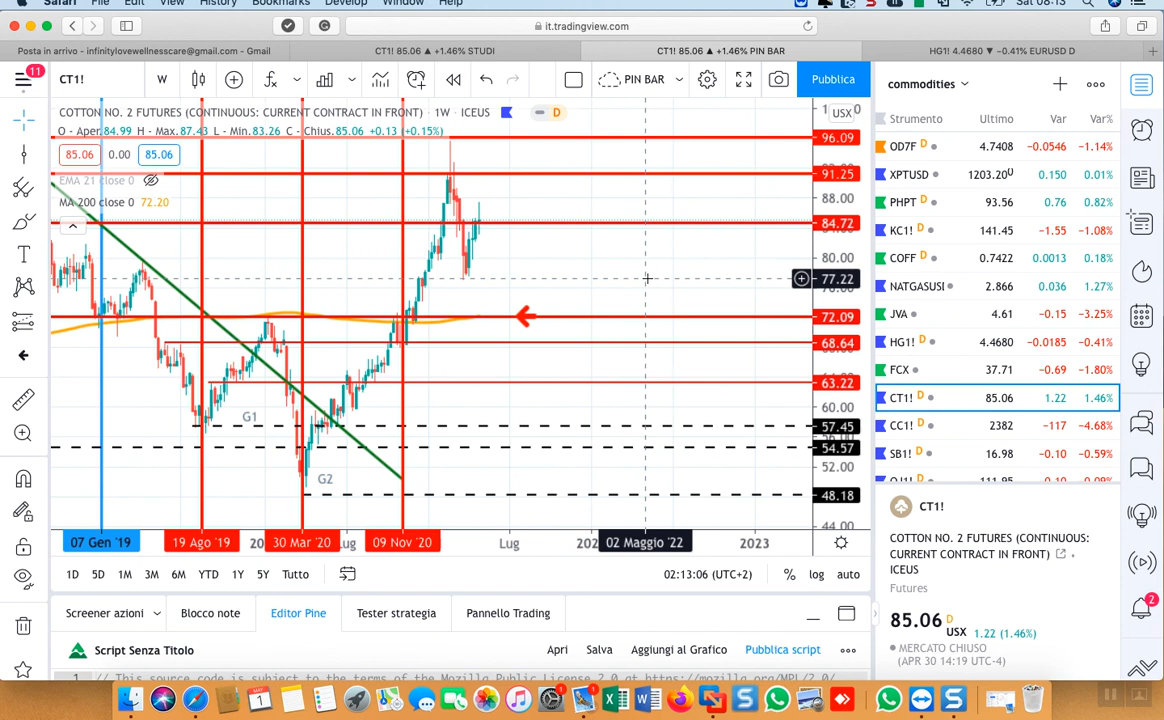 Safari File Edit View History Bookmarks Develop Window Help
Sat 08:13
it.tradingview.com
Posta in arrivo - infinitylovewellnesscare@gmail.com - Gmail
CT1! 85.06 ▲ +1.46% STUDI
CT1! 85.06 ▲ +1.46% PIN BAR
HG1! 4.4680 ▼ −0.41% EURUSD D
11
CT1!
W
PIN BAR
Pubblica
commodities
COTTON NO. 2 FUTURES (CONTINUOUS: CURRENT CONTRACT IN FRONT) · 1W · ICEUS
D
USX
O - Aper.84.99 H - Max.87.43 L - Min.83.26 C - Chius.85.06 +0.13 (+0.15%)
85.06 0.00 85.06
EMA 21 close 0
MA 200 close 0 72.20
96.09
91.25
88.00
84.72
80.00
77.22
72.09
68.64
63.22
60.00
57.45
54.57
52.00
48.18
44.00
G1
G2
07 Gen '19
19 Ago '19
30 Mar '20
lug
09 Nov '20
Lug
02 Maggio '22
2023
1D 5D 1M 3M 6M YTD 1Y 5Y Tutto
02:13:06 (UTC+2)
% log auto
Screener azioni
Blocco note
Editor Pine
Tester strategia
Pannello Trading
Script Senza Titolo
Apri
Salva
Aggiungi al Grafico
Pubblica script
1 // This source code is subject to the terms of the Mozilla Public License 2.0 at https://mozilla.org/MPL/2.0/
Strumento Ultimo Var Var%
OD7F D 4.7408 −0.0546 −1.14%
XPTUSD 1203.200 0.150 0.01%
PHPT D 93.56 0.76 0.82%
KC1! D 141.45 −1.55 −1.08%
COFF D 0.7422 0.0013 0.18%
NATGASUSD 2.866 0.036 1.27%
JVA 4.61 −0.15 −3.25%
HG1! D 4.4680 −0.0185 −0.41%
FCX 37.71 −0.69 −1.80%
CT1! D 85.06 1.22 1.46%
CC1! D 2382 −117 −4.68%
SB1! D 16.98 −0.10 −0.59%
CT1!
COTTON NO. 2 FUTURES (CONTINUOUS:
CURRENT CONTRACT IN FRONT)
ICEUS
Futures
85.06 D USX 1.22 (1.46%)
MERCATO CHIUSO
(APR 30 14:19 UTC-4)
2